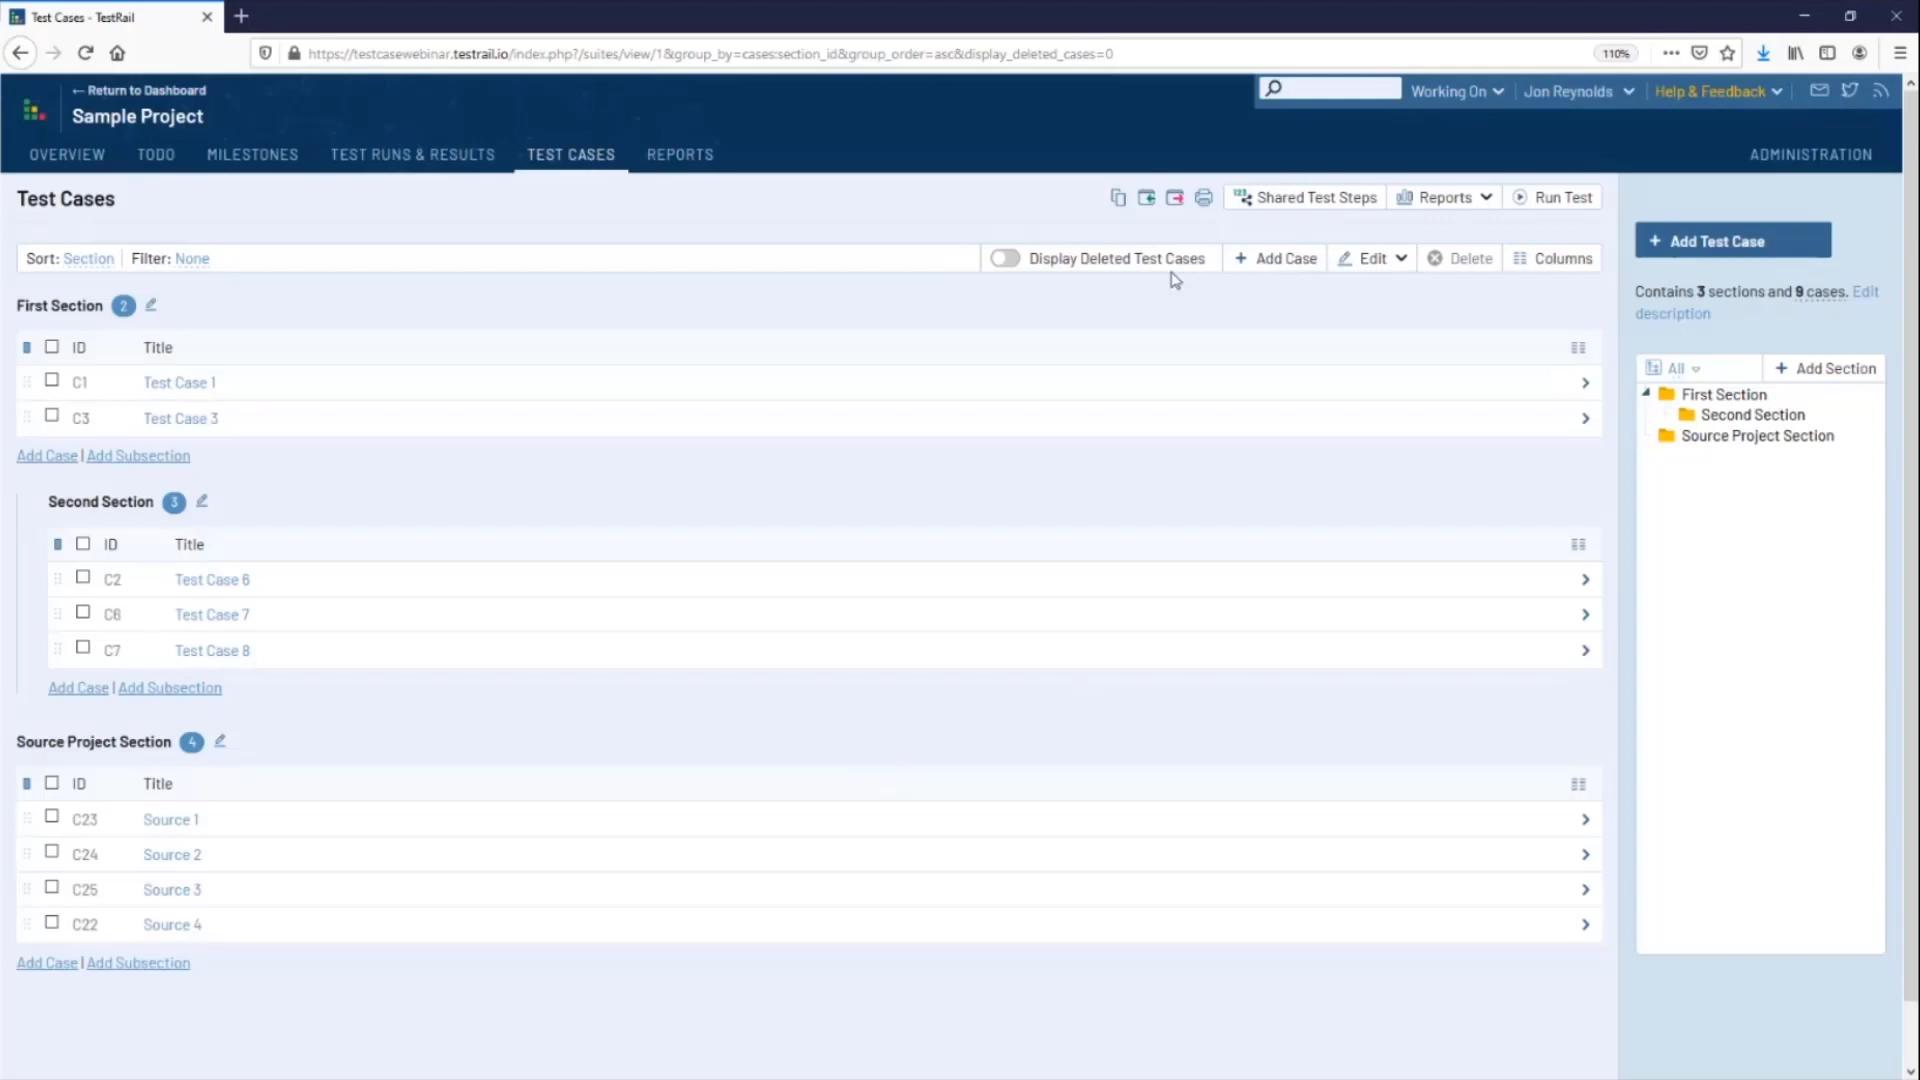 Test Cases - TestRail
https://testcasewebinar.testrail.io/index.php?/suites/view/1&group_by=cases:section_id&group_order=asc&display_deleted_cases=0
110%
← Return to Dashboard
Sample Project
Working On
Jon Reynolds
Help & Feedback
OVERVIEW
TODO
MILESTONES
TEST RUNS & RESULTS
TEST CASES
REPORTS
ADMINISTRATION
Test Cases
Shared Test Steps
Reports
Run Test
Sort: Section
Filter: None
Display Deleted Test Cases
+ Add Case
Edit
Delete
Columns
First Section 2
ID Title
C1 Test Case 1
C3 Test Case 3
Add Case | Add Subsection
Second Section 3
ID Title
C2 Test Case 6
C6 Test Case 7
C7 Test Case 8
Add Case | Add Subsection
Source Project Section 4
ID Title
C23 Source 1
C24 Source 2
C25 Source 3
C22 Source 4
Add Case | Add Subsection
+ Add Test Case
Contains 3 sections and 9 cases. Edit
description
All
+ Add Section
First Section
Second Section
Source Project Section